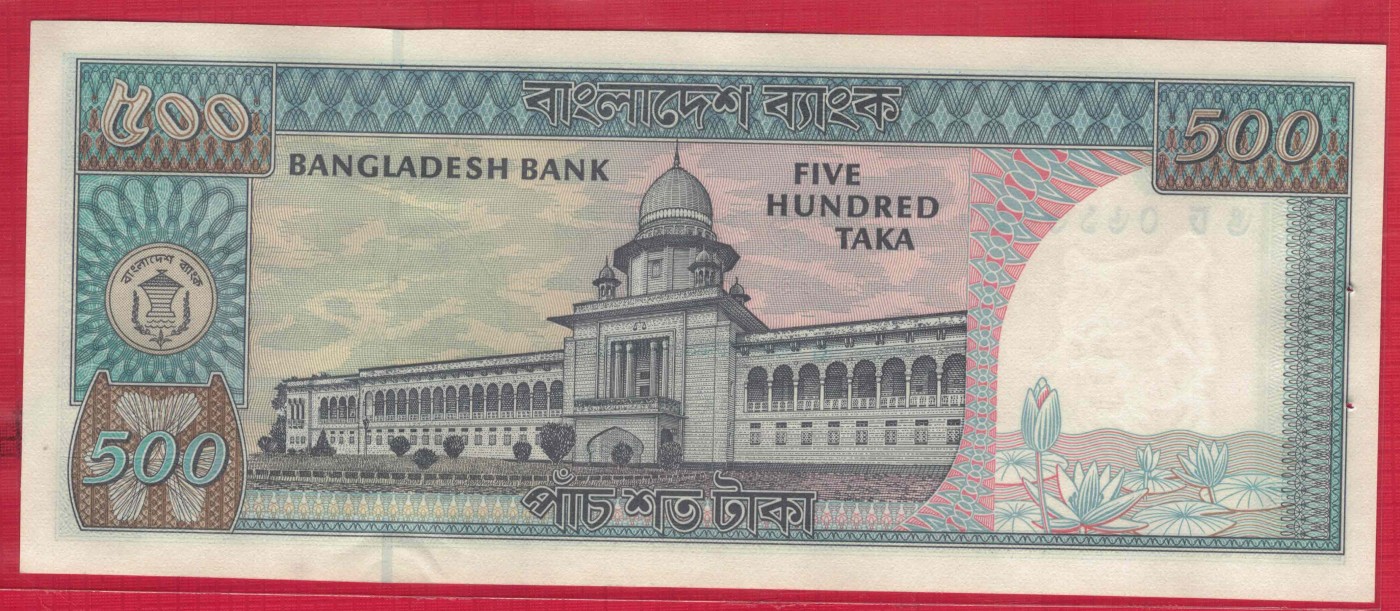 ৫০০
বাংলাদেশ ব্যাংক
500
BANGLADESH BANK
FIVE
HUNDRED
TAKA
বাংলাদেশ ব্যাংক
500
পাঁচ শত টাকা